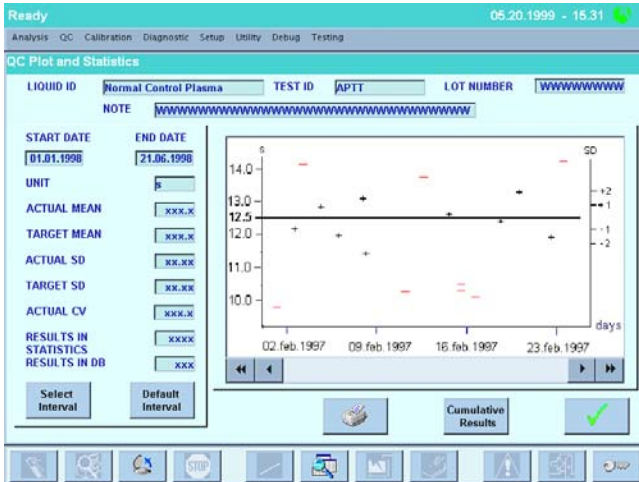 Ready 05.20.1999 - 15.31
Analysis QC Calibration Diagnostic Setup Utility Debug Testing
QC Plot and Statistics
LIQUID ID Normal Control Plasma TEST ID APTT LOT NUMBER WWWWWWWW
NOTE WWWWWWWWWWWWWWWWWWWWWWWWWWWWWW
START DATE END DATE
01.01.1998 21.06.1998
UNIT s
ACTUAL MEAN xxx.x
TARGET MEAN xxx.x
ACTUAL SD xx.xx
TARGET SD xx.xx
ACTUAL CV xxx.x
RESULTS IN
STATISTICS xxxx
RESULTS IN DB xxx
Select
Interval
Default
Interval
s SD
14.0
13.0
12.5
12.0
11.0
10.0
+2
+1
-1
-2
days
02.feb.1997 09.feb.1997 16.feb.1997 23.feb.1997
Cumulative
Results
STOP